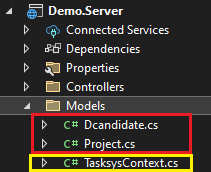 Demo.Server
Connected Services
Dependencies
Properties
Controllers
Models
C# Dcandidate.cs
C# Project.cs
C# TasksysContext.cs